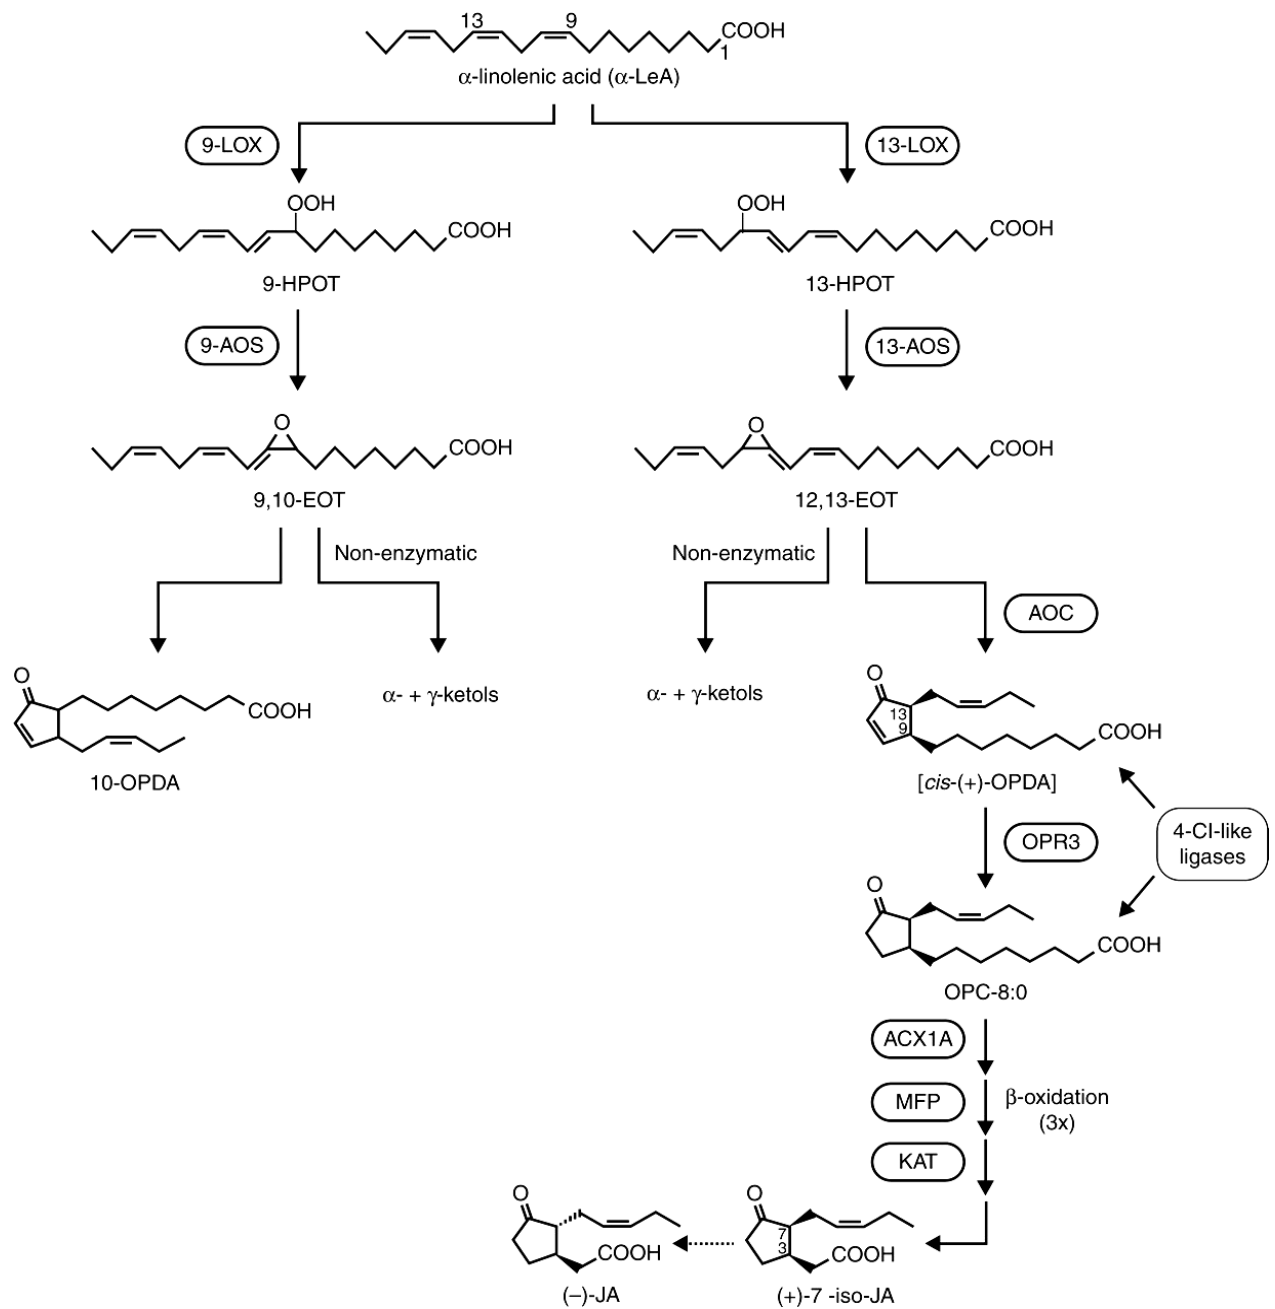 13
9
COOH
1
α-linolenic acid (α-LeA)
9-LOX
13-LOX
OOH
COOH
OOH
COOH
9-HPOT
13-HPOT
9-AOS
13-AOS
O
COOH
O
COOH
9,10-EOT
12,13-EOT
Non-enzymatic
Non-enzymatic
AOC
O
COOH
10-OPDA
α- + γ-ketols
α- + γ-ketols
O
13
9
COOH
[cis-(+)-OPDA]
OPR3
4-CI-like
ligases
O
COOH
OPC-8:0
ACX1A
MFP
β-oxidation
(3x)
KAT
O
COOH
(–)-JA
O
7
3
COOH
(+)-7 -iso-JA